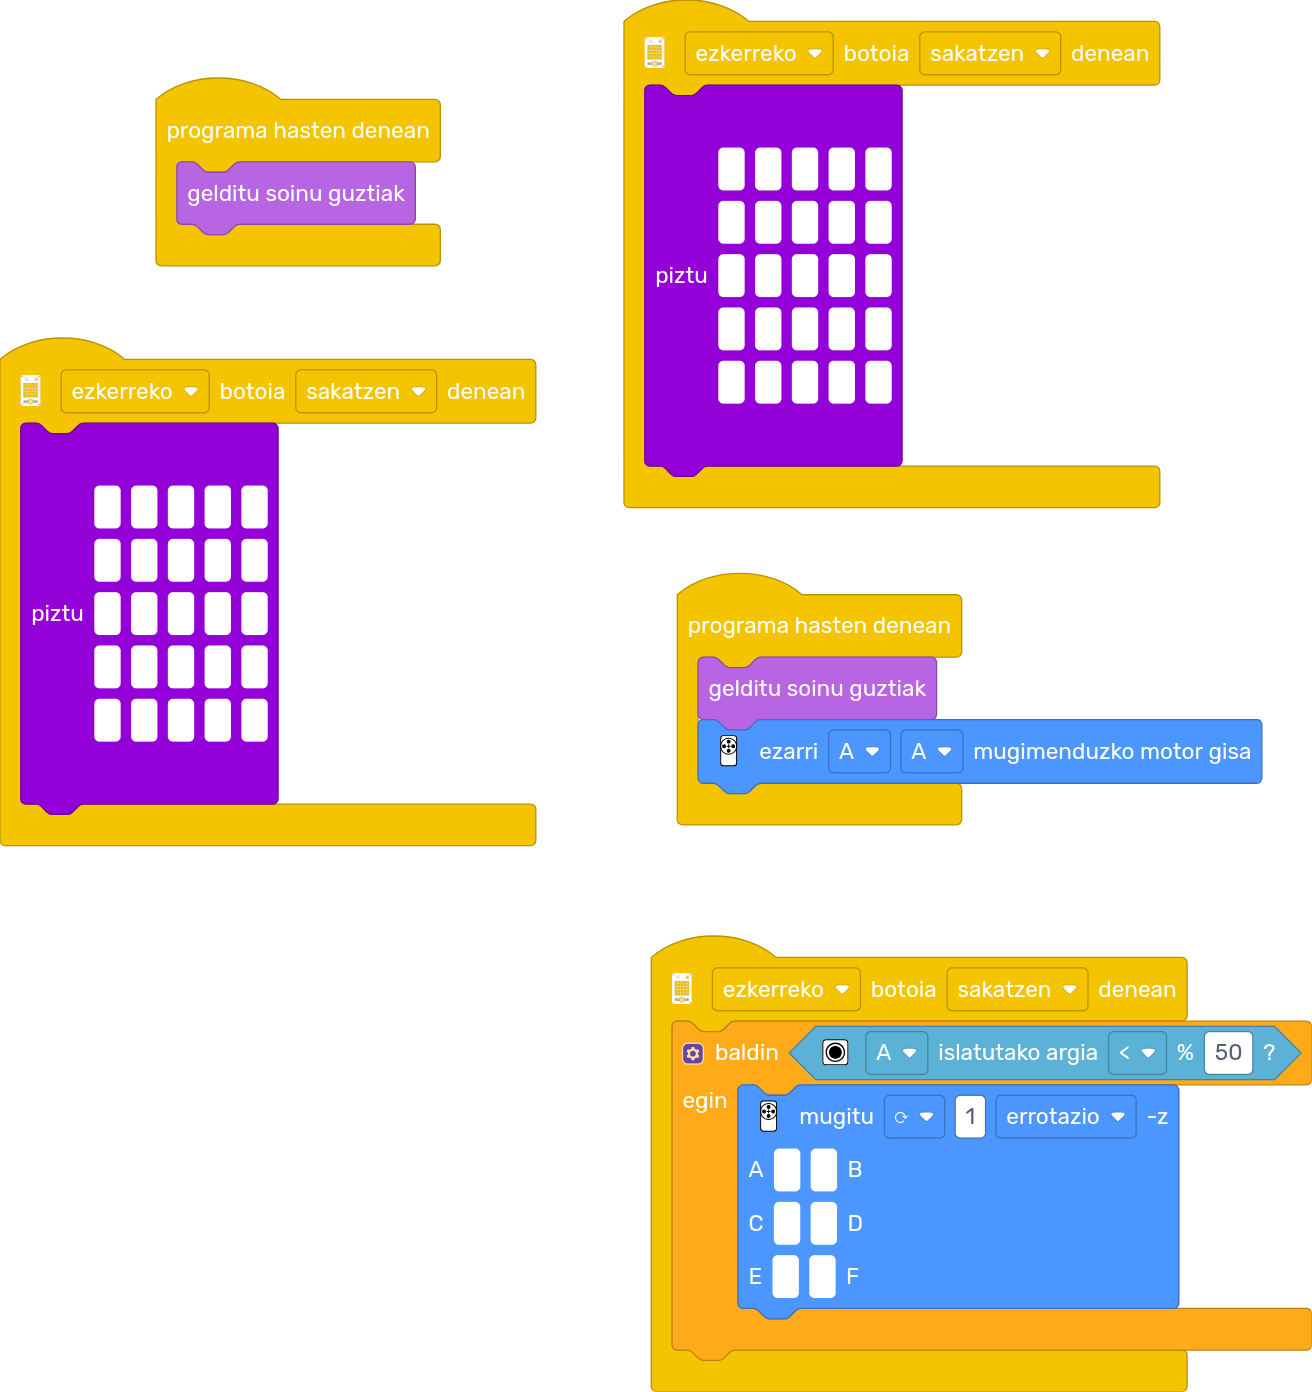 programa hasten denean
gelditu soinu guztiak
ezkerreko botoia sakatzen denean
piztu
ezkerreko botoia sakatzen denean
piztu
programa hasten denean
gelditu soinu guztiak
ezarri A A mugimenduzko motor gisa
ezkerreko botoia sakatzen denean
baldin A islatutako argia < % 50 ?
egin mugitu ⟳ 1 errotazio -z
A B
C D
E F